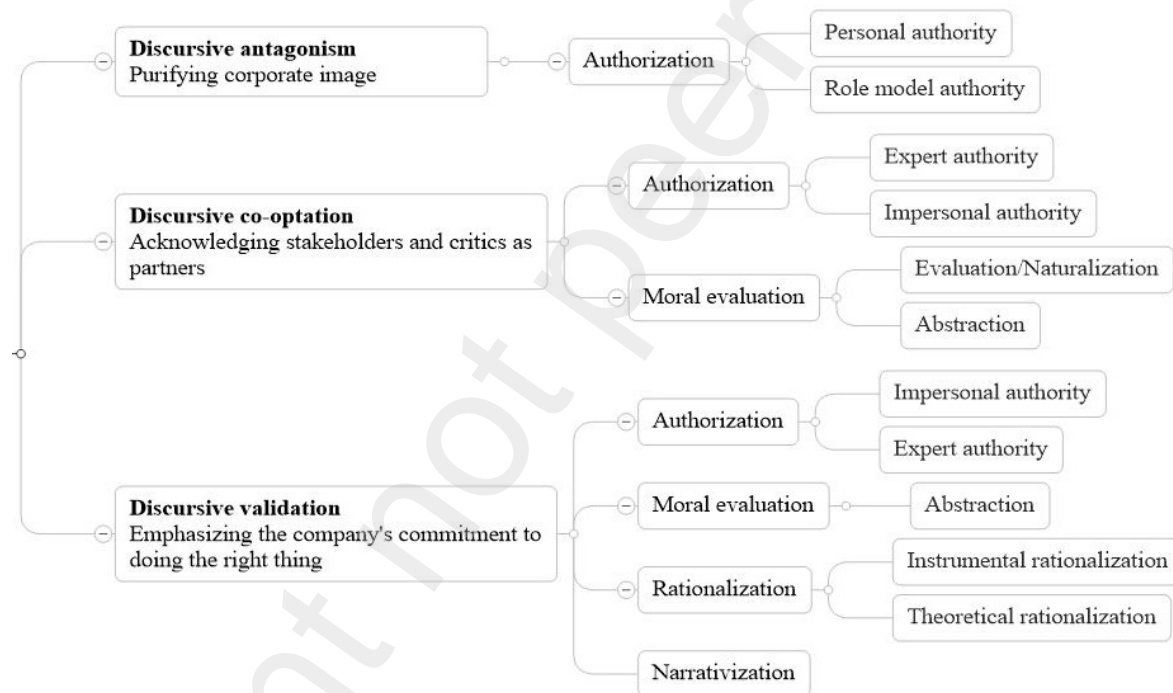 Discursive antagonism
Purifying corporate image
Authorization
Personal authority
Role model authority
Discursive co-optation
Acknowledging stakeholders and critics as
partners
Authorization
Expert authority
Impersonal authority
Moral evaluation
Evaluation/Naturalization
Abstraction
Discursive validation
Emphasizing the company's commitment to
doing the right thing
Authorization
Impersonal authority
Expert authority
Moral evaluation
Abstraction
Rationalization
Instrumental rationalization
Theoretical rationalization
Narrativization
not peer